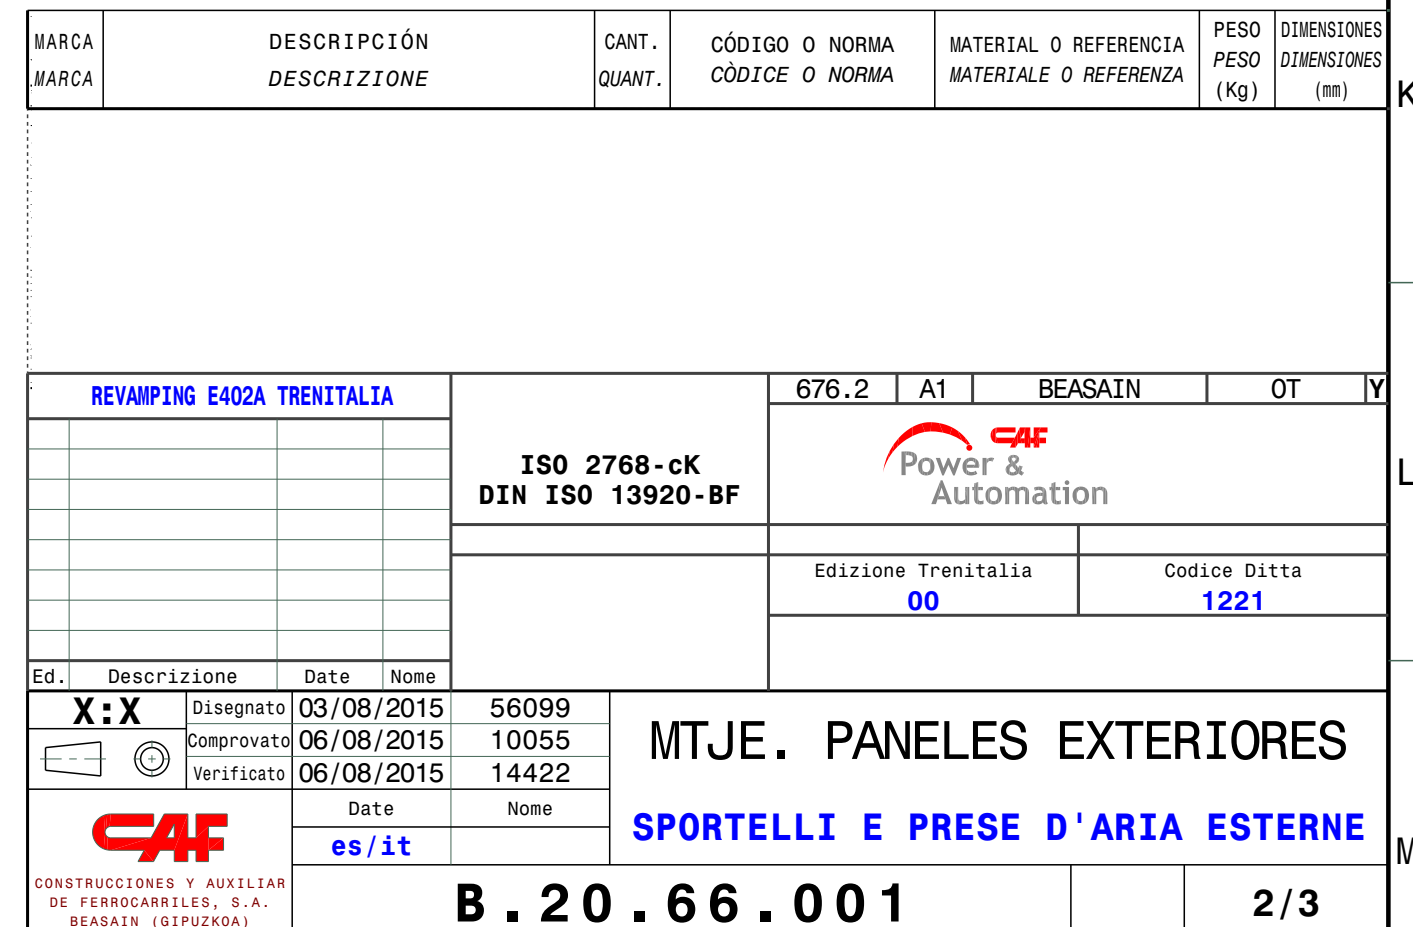 MARCA
MARCA
DESCRIPCIÓN
DESCRIZIONE
CANT.
QUANT.
CÓDIGO O NORMA
CÒDICE O NORMA
MATERIAL O REFERENCIA
MATERIALE O REFERENZA
PESO
PESO
(Kg)
DIMENSIONES
DIMENSIONES
(mm)
K
REVAMPING E402A TRENITALIA
676.2 A1 BEASAIN OT Y
ISO 2768-cK
DIN ISO 13920-BF
CAF
Power &
Automation
L
Edizione Trenitalia
00
Codice Ditta
1221
Ed. Descrizione Date Nome
X:X
Disegnato 03/08/2015 56099
Comprovato 06/08/2015 10055
Verificato 06/08/2015 14422
Date Nome
es/it
MTJE. PANELES EXTERIORES
SPORTELLI E PRESE D'ARIA ESTERNE
M
CAF
CONSTRUCCIONES Y AUXILIAR
DE FERROCARRILES, S.A.
BEASAIN (GIPUZKOA)
B.20.66.001
2/3